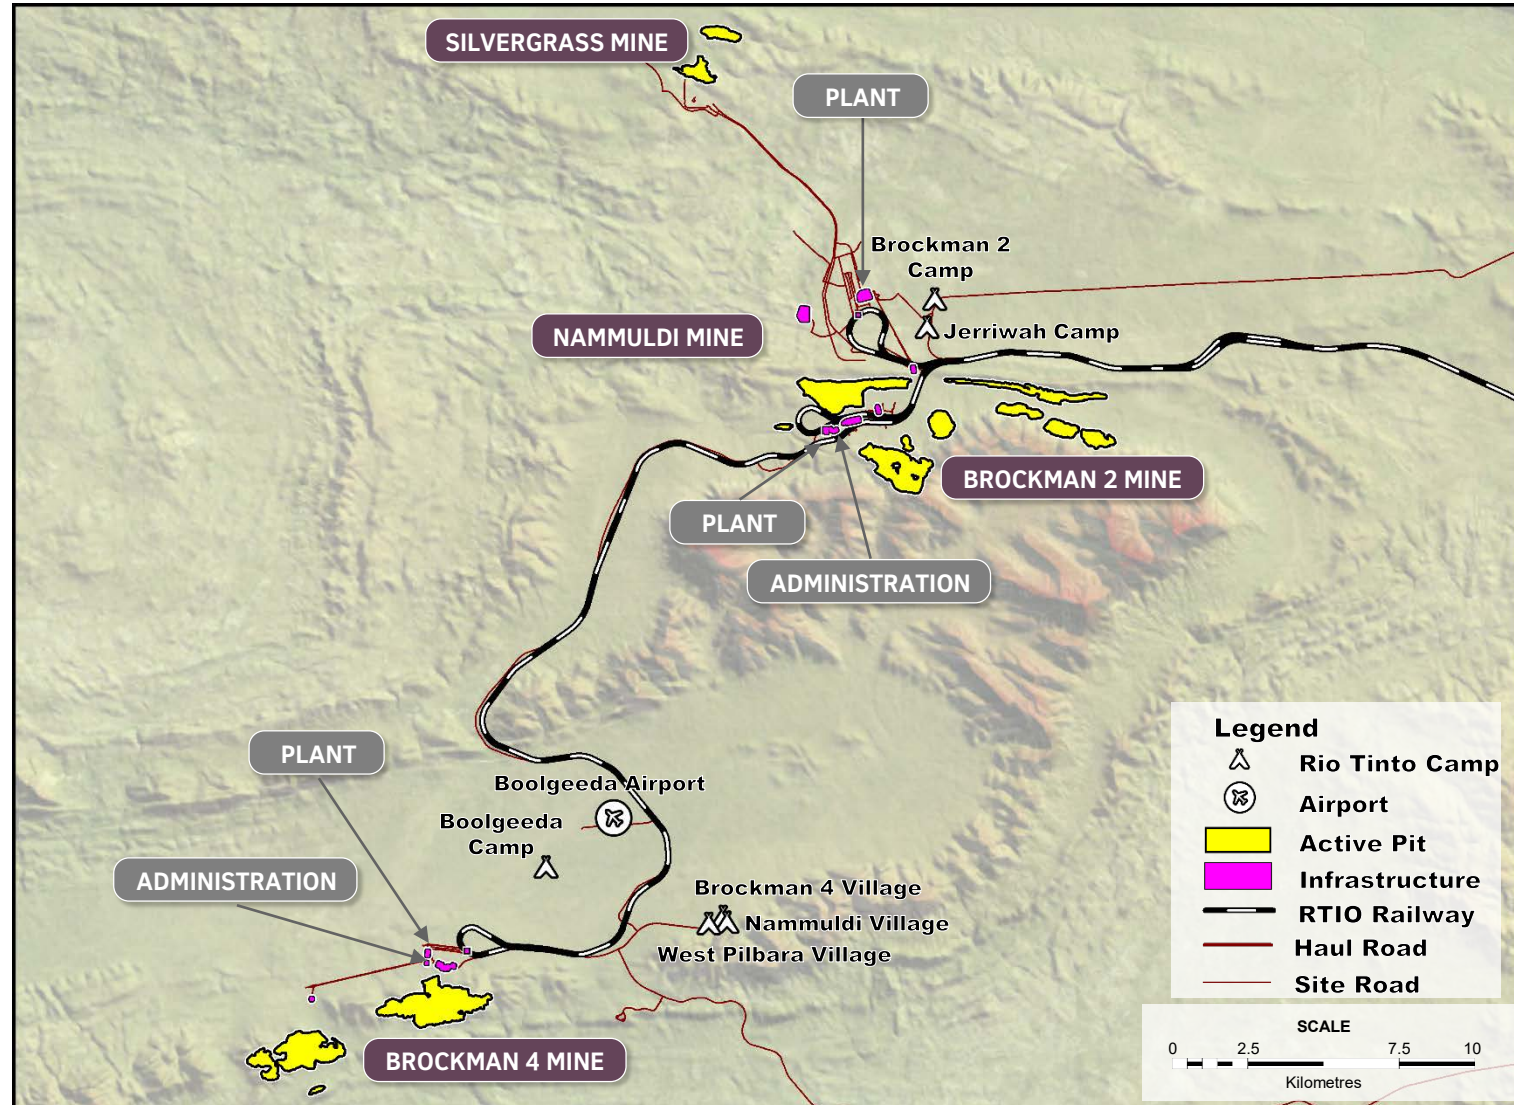 SILVERGRASS MINE
PLANT
Brockman 2
Camp
NAMMULDI MINE
Jerriwah Camp
BROCKMAN 2 MINE
PLANT
ADMINISTRATION
PLANT
Boolgeeda Airport
Boolgeeda
Camp
ADMINISTRATION
Brockman 4 Village
Nammuldi Village
West Pilbara Village
BROCKMAN 4 MINE
Legend
Rio Tinto Camp
Airport
Active Pit
Infrastructure
RTIO Railway
Haul Road
Site Road
SCALE
0 2.5 7.5 10
Kilometres